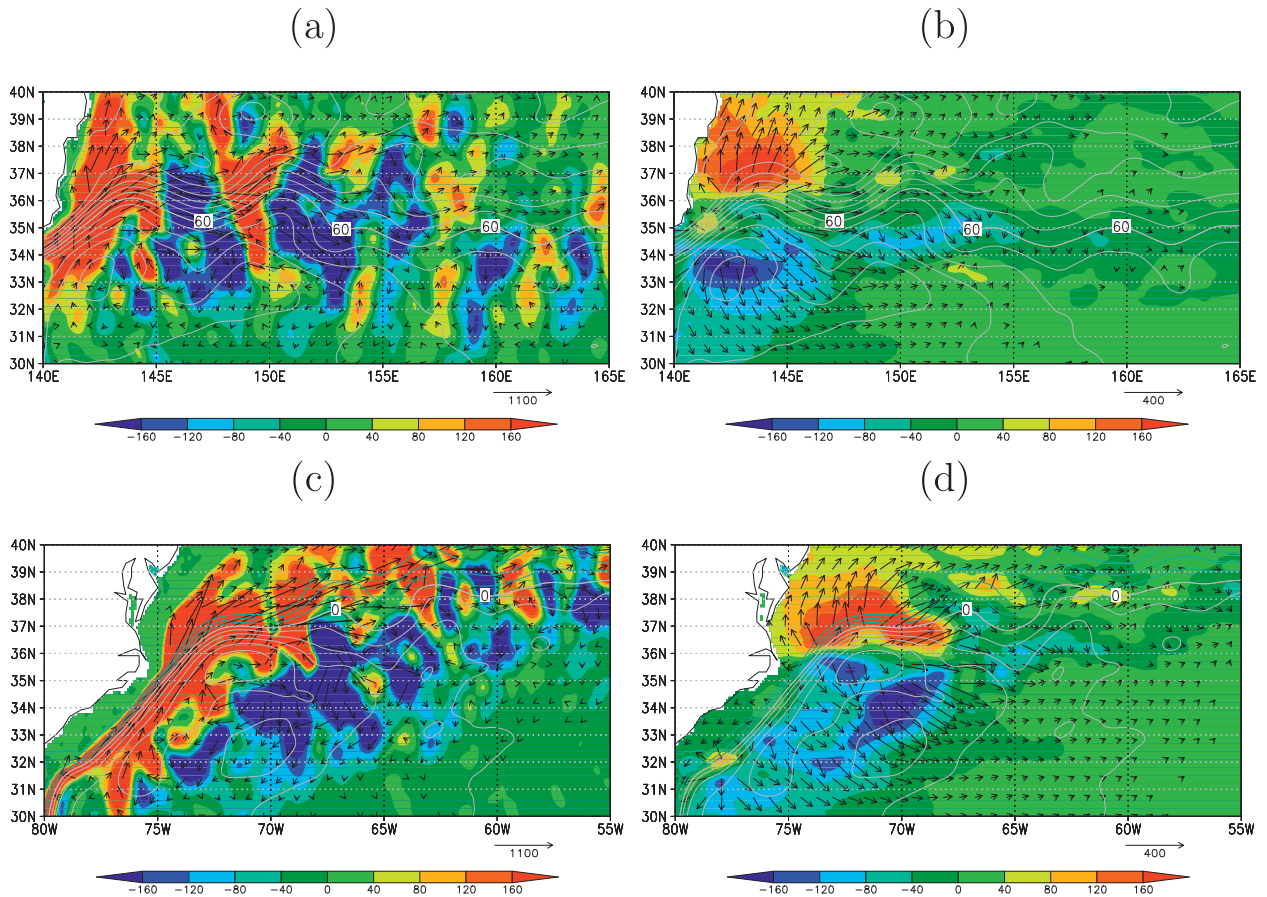 (a)
(b)
40N 40N
39N 39N
38N 38N
37N 37N
36N 36N
35N 60 60 60 35N 60 60 60
34N 34N
33N 33N
32N 32N
31N 31N
30N 30N
140E 145E 150E 155E 160E 165E 140E 145E 150E 155E 160E 165E
1100 400
−160 −120 −80 −40 0 40 80 120 160 −160 −120 −80 −40 0 40 80 120 160
(c)
(d)
40N 40N
39N 39N
38N 0 0 38N 0 0
37N 37N
36N 36N
35N 35N
34N 34N
33N 33N
32N 32N
31N 31N
30N 30N
80W 75W 70W 65W 60W 55W 80W 75W 70W 65W 60W 55W
1100 400
−160 −120 −80 −40 0 40 80 120 160 −160 −120 −80 −40 0 40 80 120 160